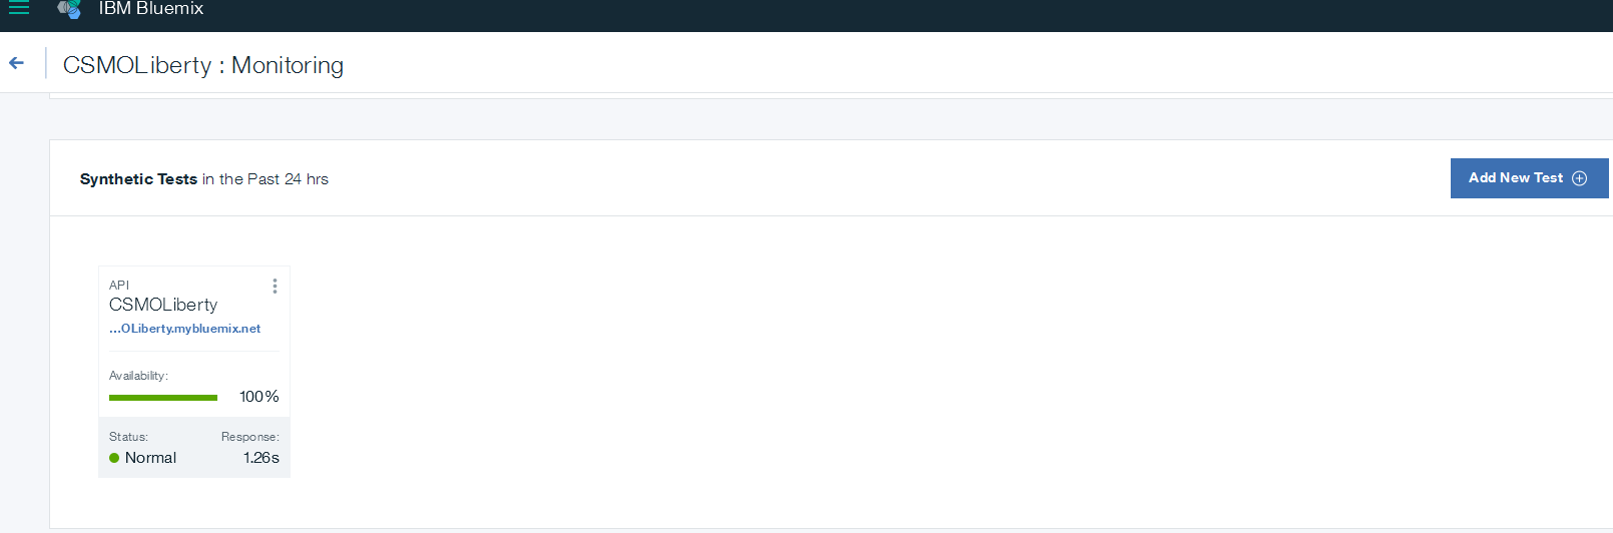 IBM Bluemix
CSMOLiberty : Monitoring
Synthetic Tests in the Past 24 hrs
Add New Test
API
CSMOLiberty
...OLiberty.mybluemix.net
Availability:
100%
Status: Response:
Normal 1.26s